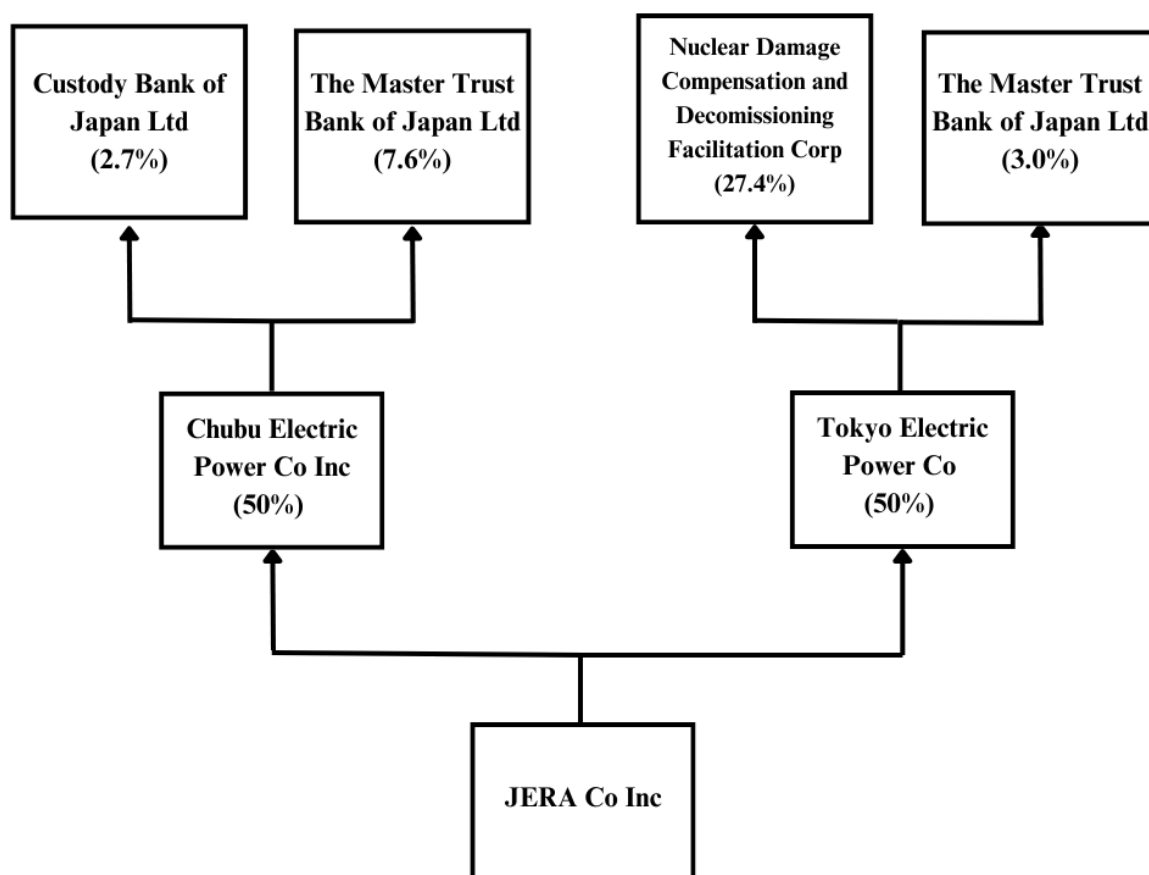 Custody Bank of
Japan Ltd
(2.7%)
The Master Trust
Bank of Japan Ltd
(7.6%)
Nuclear Damage
Compensation and
Decomissioning
Facilitation Corp
(27.4%)
The Master Trust
Bank of Japan Ltd
(3.0%)
Chubu Electric
Power Co Inc
(50%)
Tokyo Electric
Power Co
(50%)
JERA Co Inc